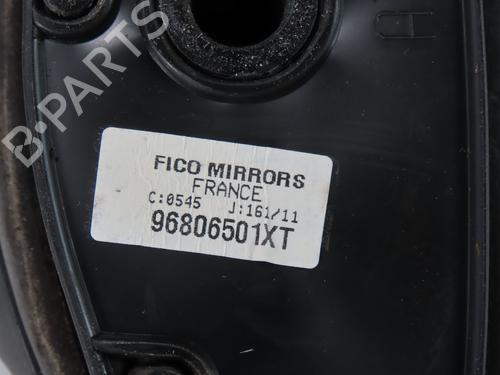 B-PARTS
FICO MIRRORS
FRANCE
C:0545 J:161/11
96806501XT